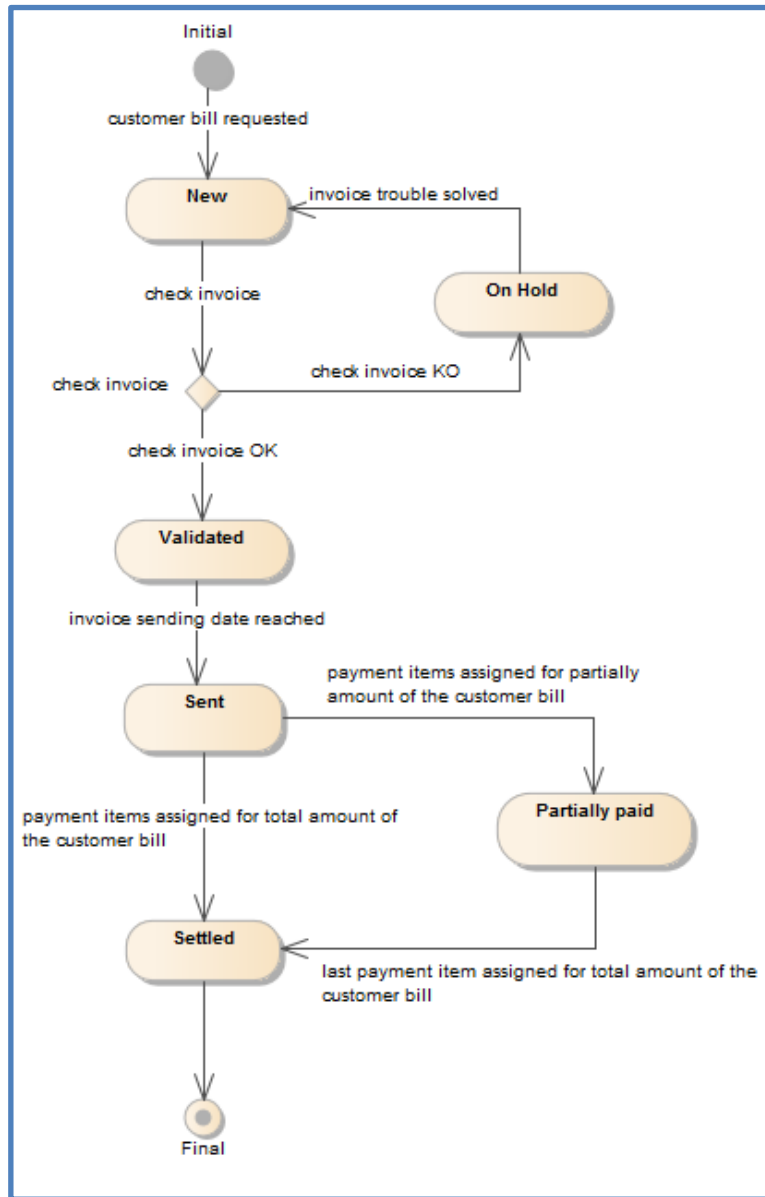 Initial
customer bill requested
New
invoice trouble solved
On Hold
check invoice
check invoice
check invoice KO
check invoice OK
Validated
invoice sending date reached
payment items assigned for partially
amount of the customer bill
Sent
payment items assigned for total amount of
the customer bill
Partially paid
Settled
last payment item assigned for total amount of the
customer bill
Final